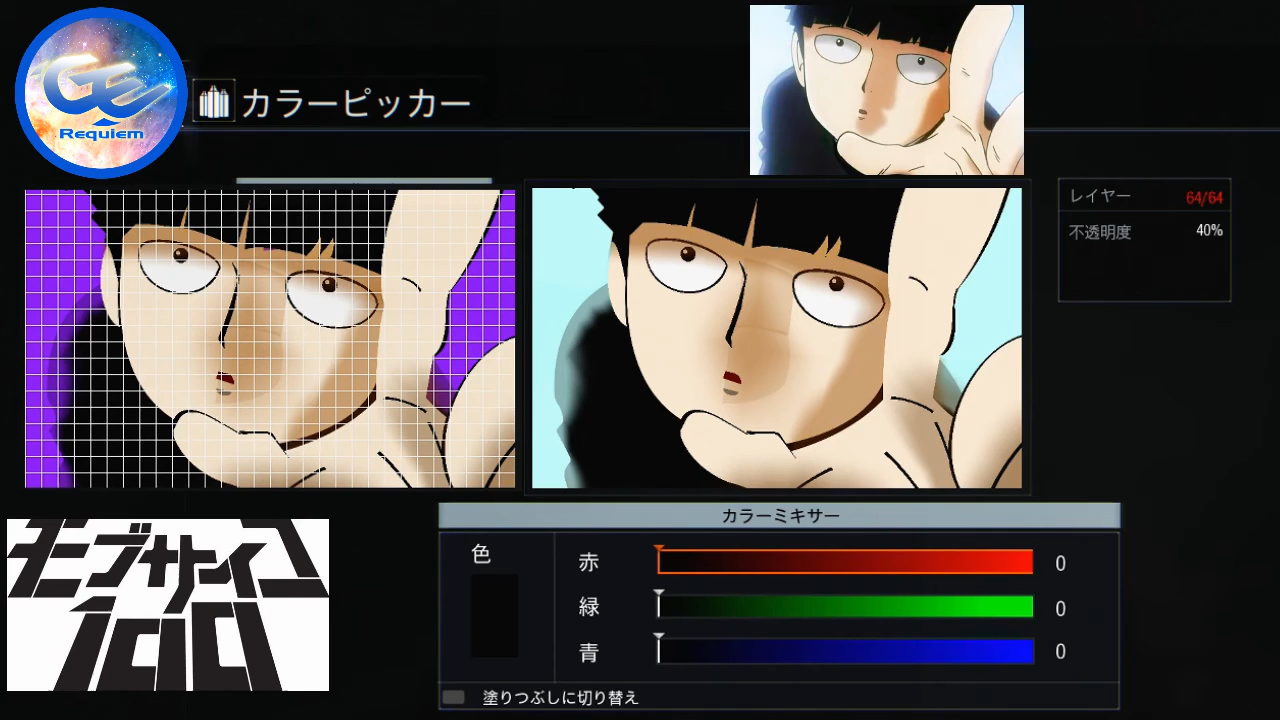 GE
Requiem
カラーピッカー
レイヤー 64/64
不透明度 40%
カラーミキサー
色
赤 0
緑 0
青 0
塗りつぶしに切り替え
モブサイコ
100